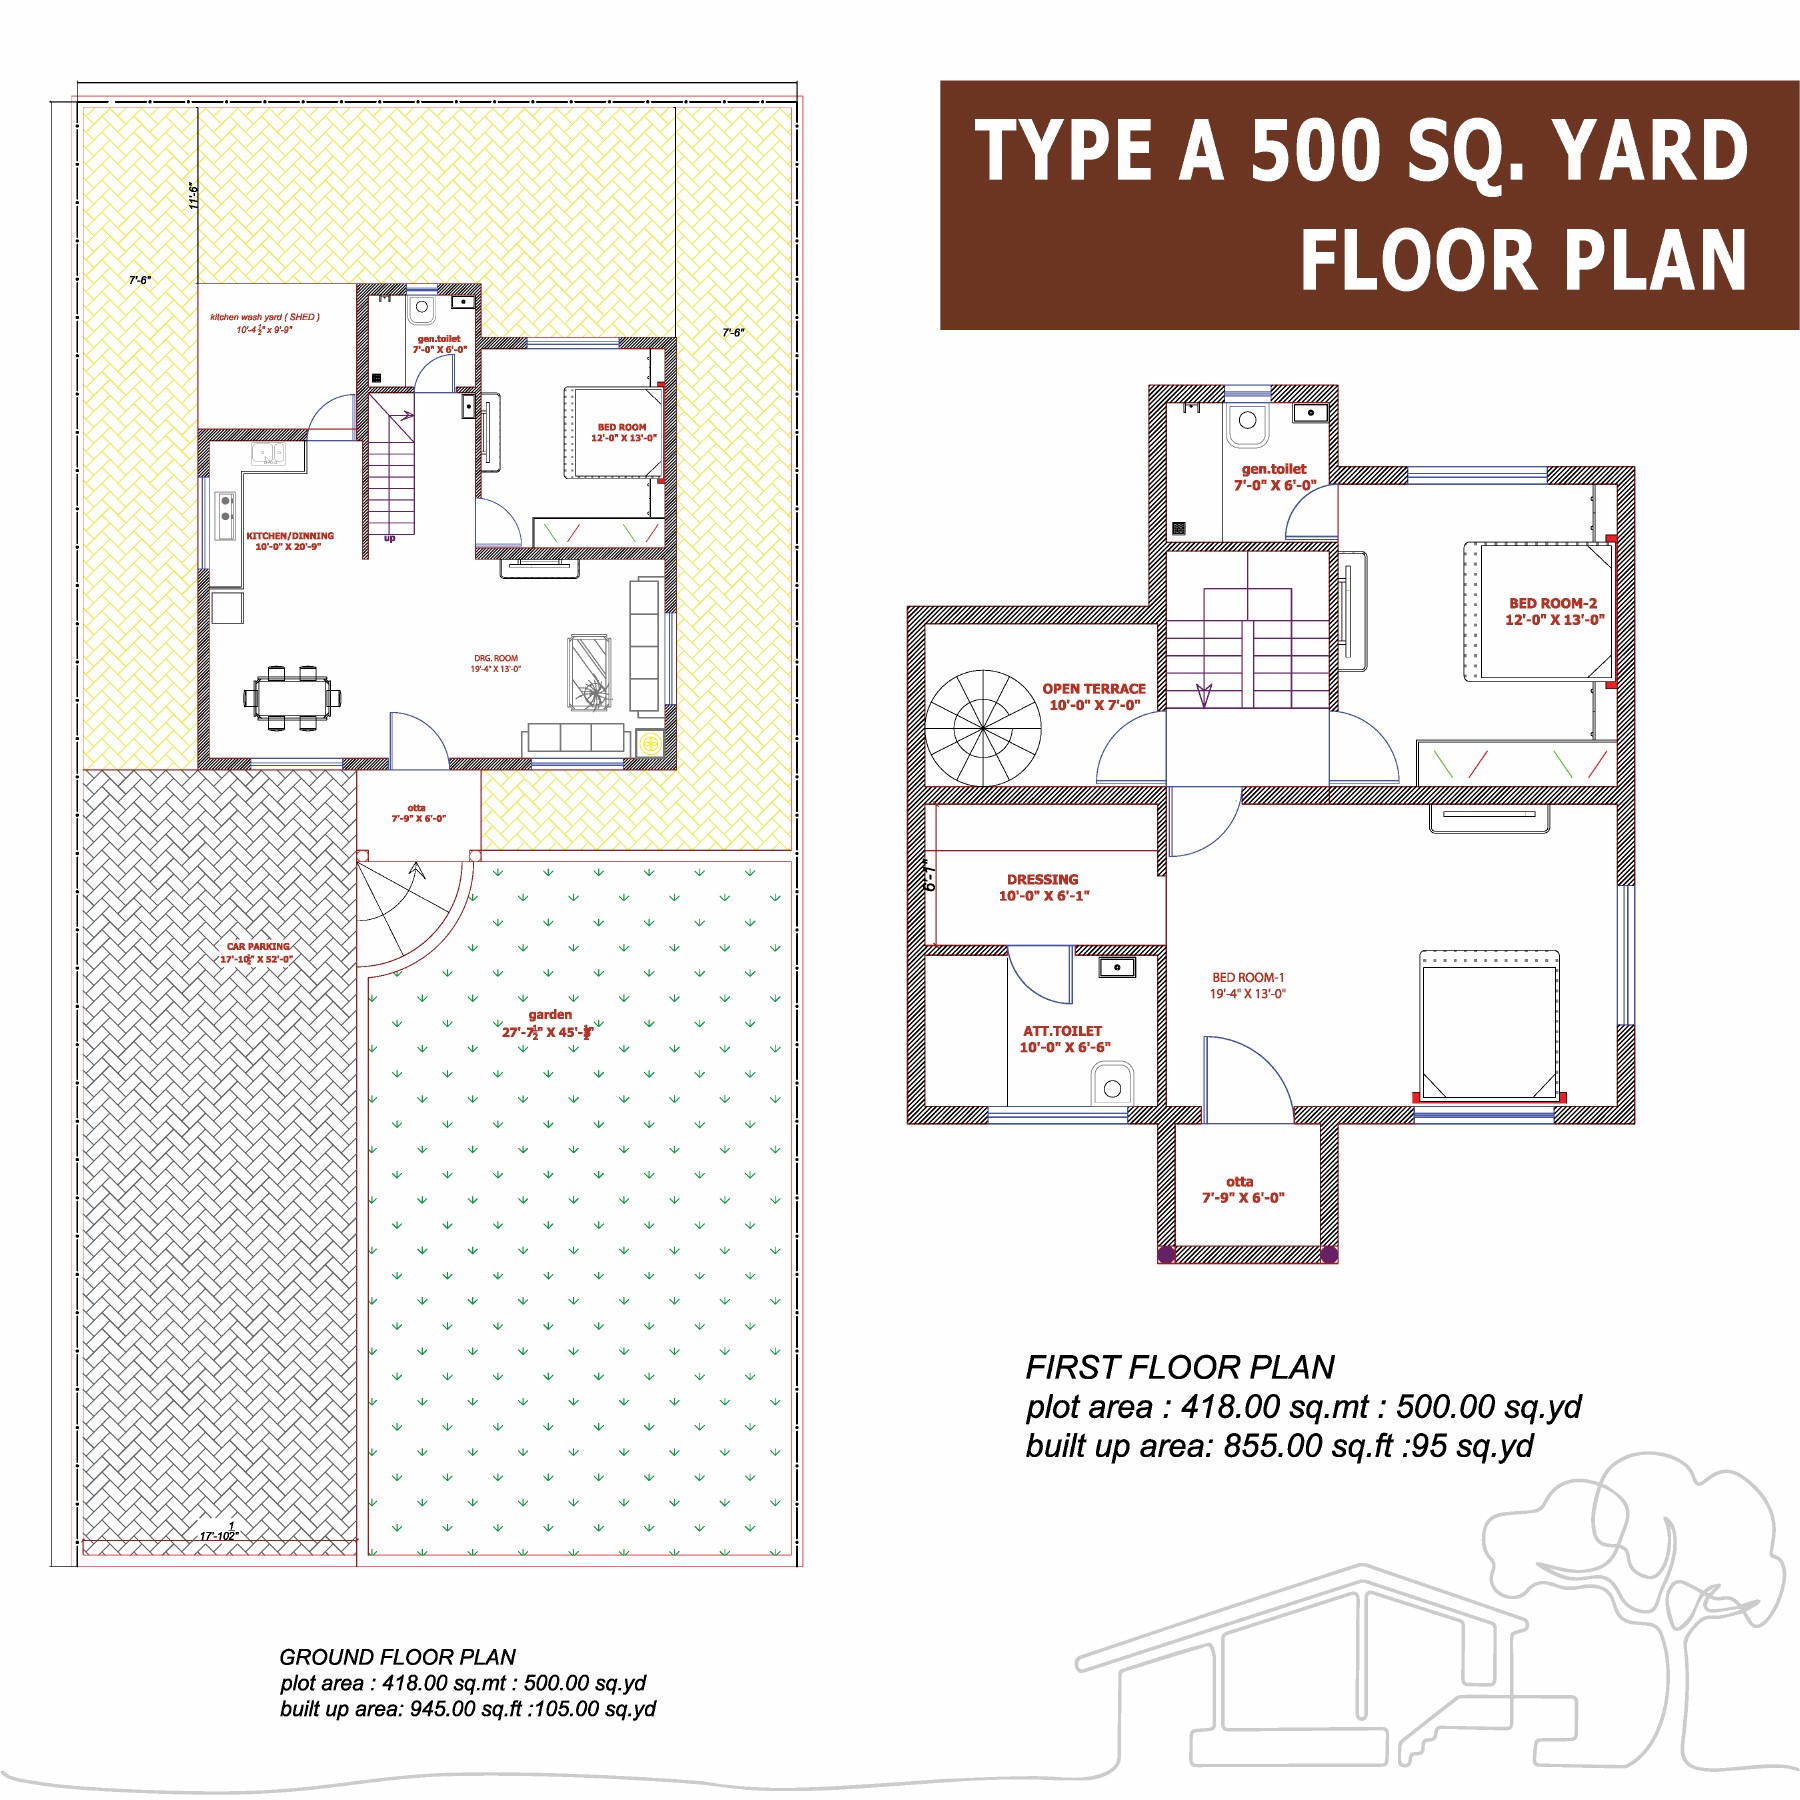 TYPE A 500 SQ. YARD
FLOOR PLAN
11'-6"
7'-6"
7'-6"
kitchen wash yard ( SHED )
10'-4 1/2" x 9'-9"
gen.toilet
7'-0" X 6'-0"
BED ROOM
12'-0" X 13'-0"
KITCHEN/DINNING
10'-0" X 20'-9"
up
DRG. ROOM
19'-4" X 13'-0"
otta
7'-9" X 6'-0"
CAR PARKING
17'-10 1/2" X 52'-0"
garden
27'-7 1/2" X 45'-
17'-10 1/2"
GROUND FLOOR PLAN
plot area : 418.00 sq.mt : 500.00 sq.yd
built up area: 945.00 sq.ft :105.00 sq.yd
gen.toilet
7'-0" X 6'-0"
BED ROOM-2
12'-0" X 13'-0"
OPEN TERRACE
10'-0" X 7'-0"
6'-1"
DRESSING
10'-0" X 6'-1"
BED ROOM-1
19'-4" X 13'-0"
ATT.TOILET
10'-0" X 6'-6"
otta
7'-9" X 6'-0"
FIRST FLOOR PLAN
plot area : 418.00 sq.mt : 500.00 sq.yd
built up area: 855.00 sq.ft :95 sq.yd